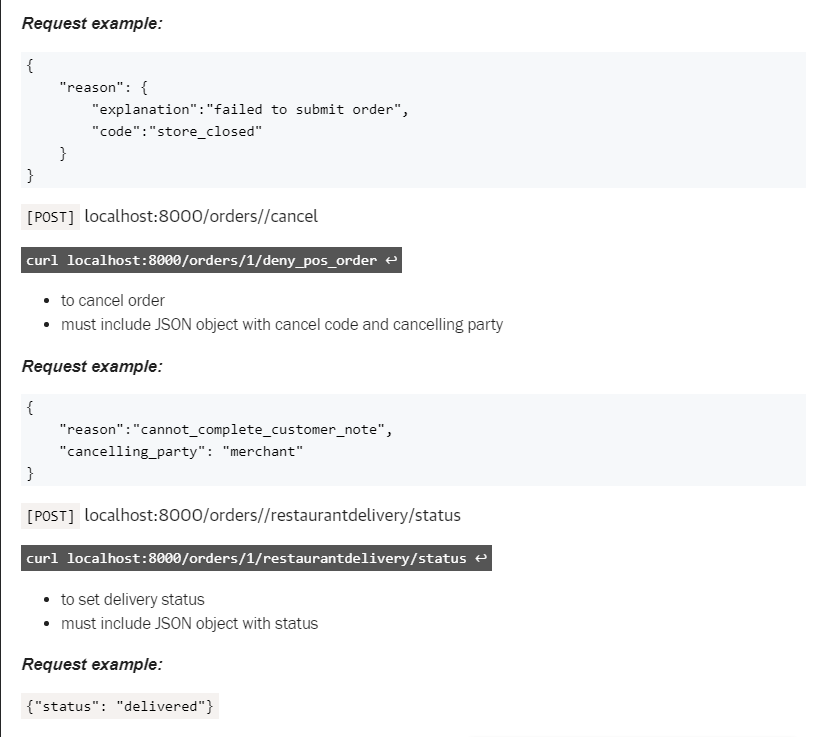 Request example:
{
    "reason": {
        "explanation":"failed to submit order",
        "code":"store_closed"
    }
}
[POST] localhost:8000/orders//cancel
curl localhost:8000/orders/1/deny_pos_order ↩
• to cancel order
• must include JSON object with cancel code and cancelling party
Request example:
{
    "reason":"cannot_complete_customer_note",
    "cancelling_party": "merchant"
}
[POST] localhost:8000/orders//restaurantdelivery/status
curl localhost:8000/orders/1/restaurantdelivery/status ↩
• to set delivery status
• must include JSON object with status
Request example:
{"status": "delivered"}